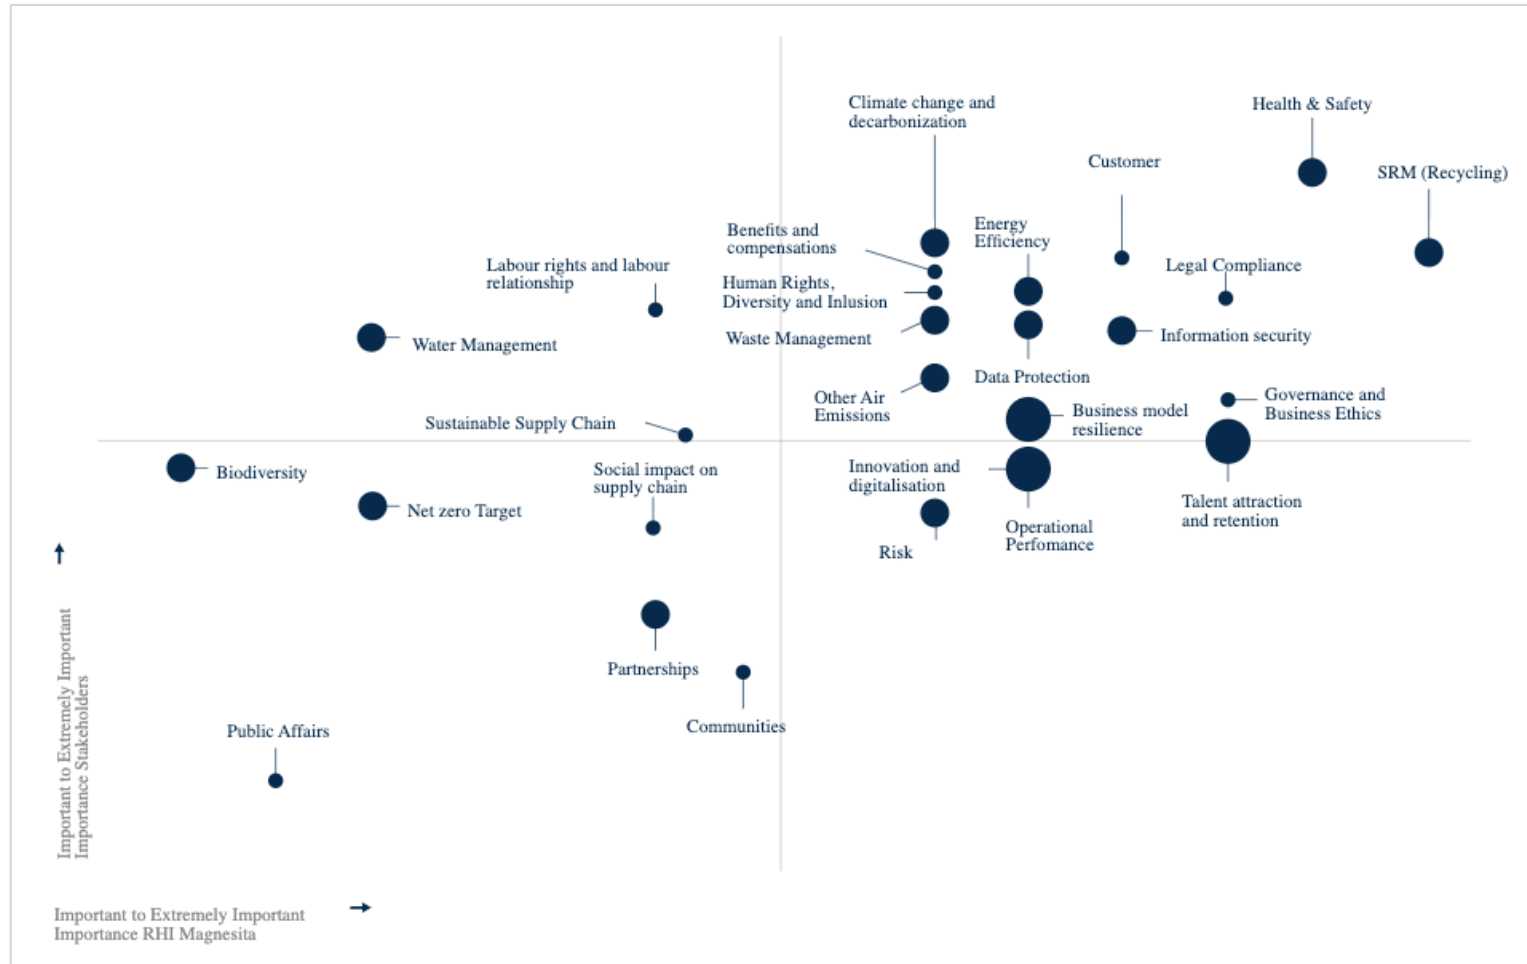 Climate change and
decarbonization
Health & Safety
Customer
SRM (Recycling)
Benefits and
compensations
Energy
Efficiency
Labour rights and labour
relationship
Legal Compliance
Human Rights,
Diversity and Inlusion
Water Management
Waste Management
Information security
Data Protection
Other Air
Emissions
Governance and
Business Ethics
Business model
resilience
Sustainable Supply Chain
Biodiversity
Social impact on
supply chain
Innovation and
digitalisation
Net zero Target
Talent attraction
and retention
Operational
Perfomance
Risk
Partnerships
Communities
Public Affairs
Important to Extremely Important
Importance Stakeholders
Important to Extremely Important
Importance RHI Magnesita